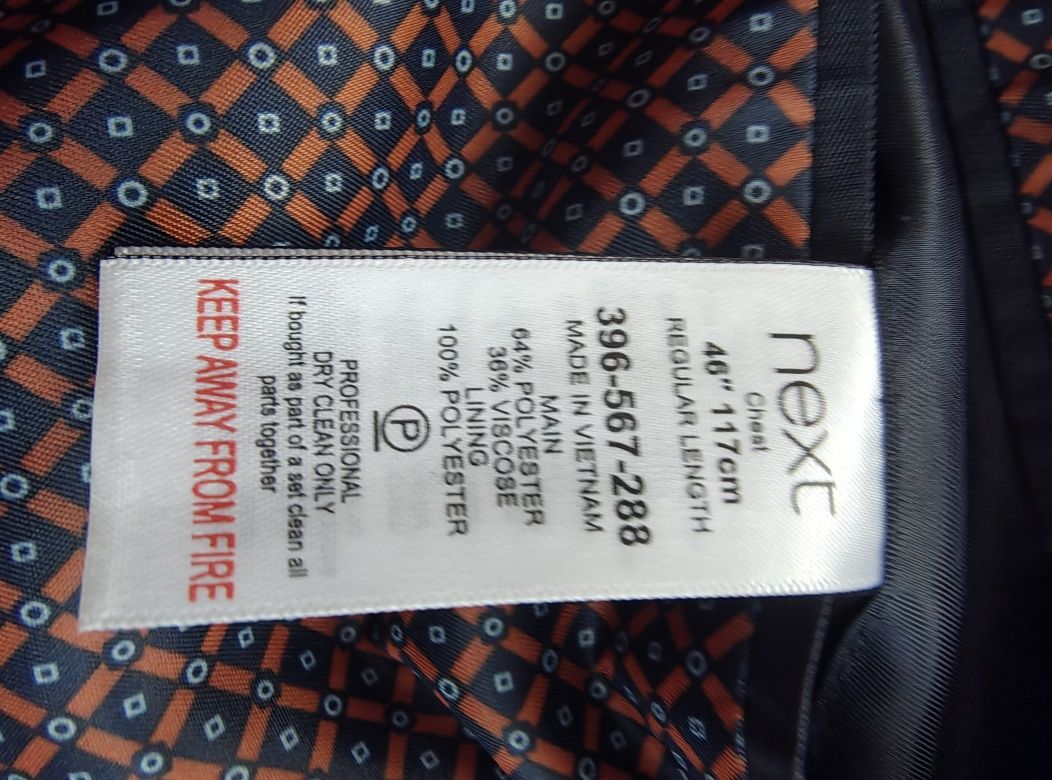 next
Chest
46" 117cm
REGULAR LENGTH
396-567-288
MADE IN VIETNAM
MAIN
64% POLYESTER
36% VISCOSE
LINING
100% POLYESTER
P
PROFESSIONAL
DRY CLEAN ONLY
If bought as part of a set clean all
parts together
KEEP AWAY FROM FIRE